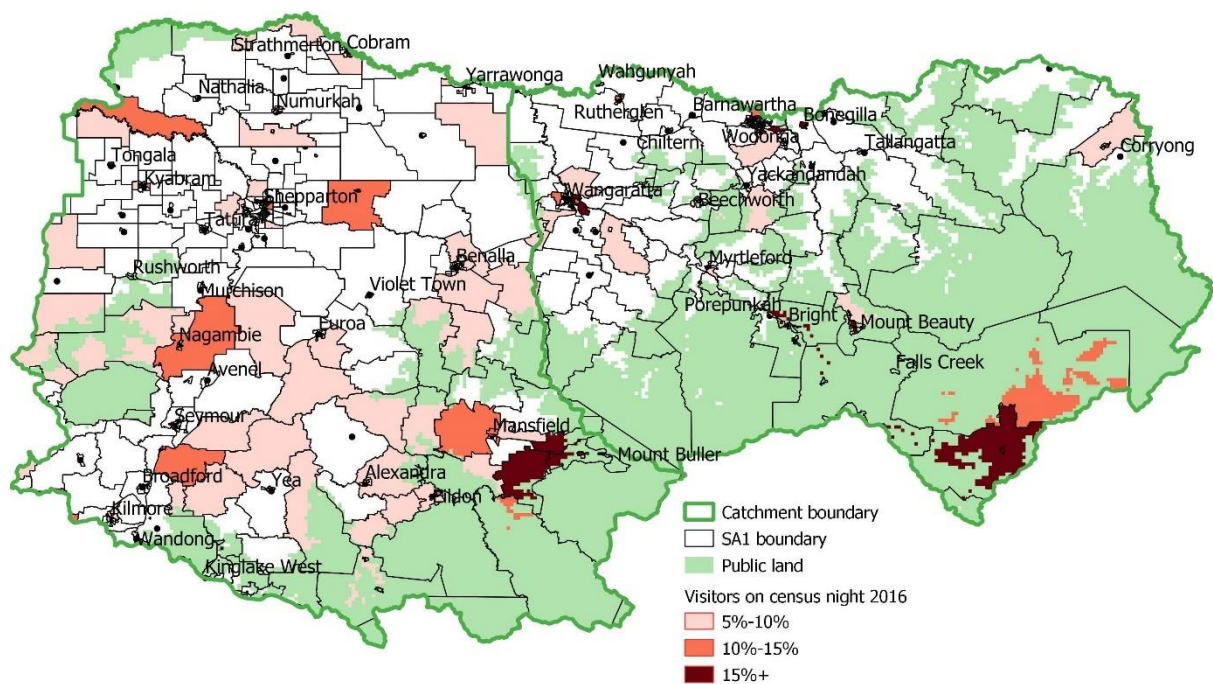 Strathmerton
Cobram
Nathalia
Numurkah
Yarrawonga
Wahgunyah
Rutherglen
Barnawartha
Bonegilla
Chiltern
Wodonga
Tallangatta
Corryong
Tongala
Kyabram
Shepparton
Tatura
Wangaratta
Yackandandah
Beechworth
Rushworth
Murchison
Violet Town
Benalla
Myrtleford
Porepunkah
Bright
Mount Beauty
Nagambie
Euroa
Falls Creek
Avenel
Seymour
Mansfield
Mount Buller
Broadford
Yea
Alexandra
Eildon
Kilmore
Wandong
Kinglake West
Catchment boundary
SA1 boundary
Public land
Visitors on census night 2016
5%-10%
10%-15%
15%+